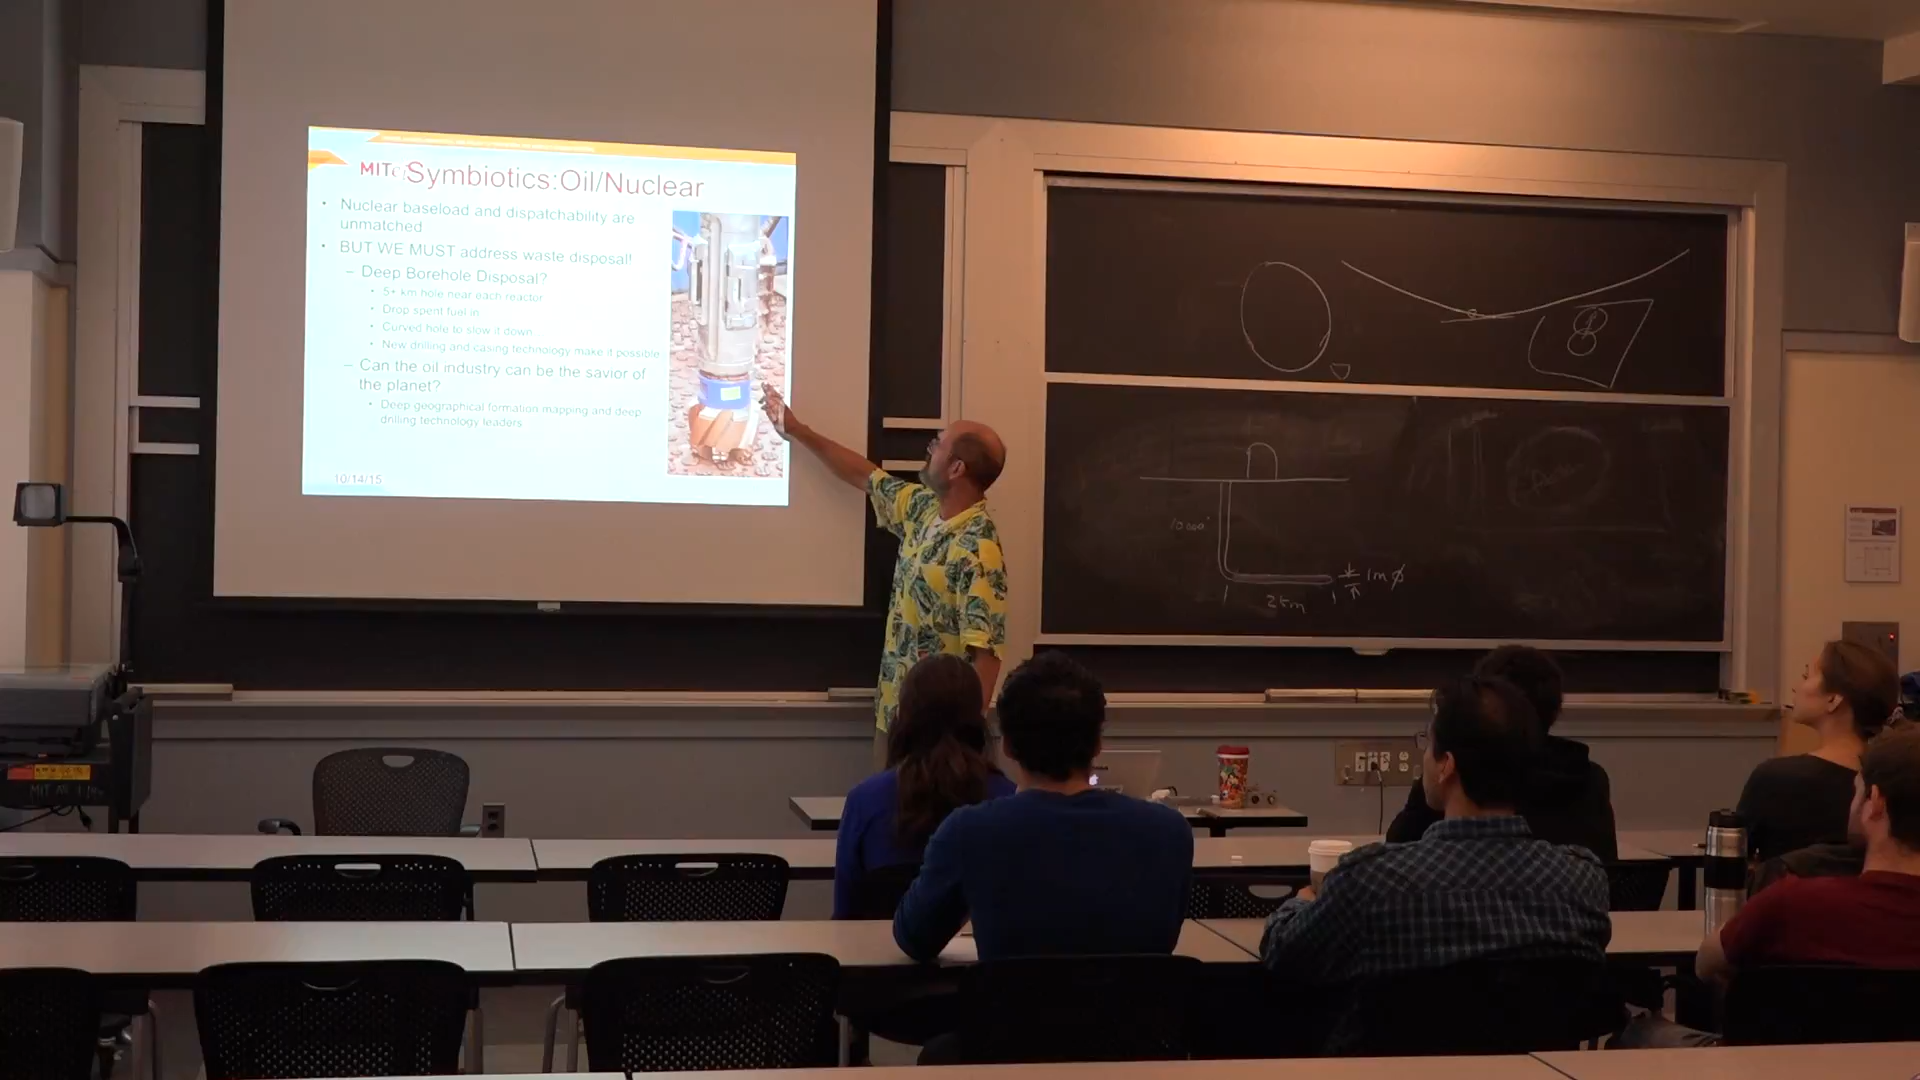 Symbiotics:Oil/Nuclear
• Nuclear baseload and dispatchability are
unmatched
• BUT WE MUST address waste disposal!
– Deep Borehole Disposal?
• 5+ km hole near each reactor
• Drop spent fuel in
• Curved hole to slow it down...
• New drilling and casing technology make it possible
– Can the oil industry can be the savior of
the planet?
• Deep geographical formation mapping and deep
drilling technology leaders
10/14/15
10 000'
1m ϕ
2km